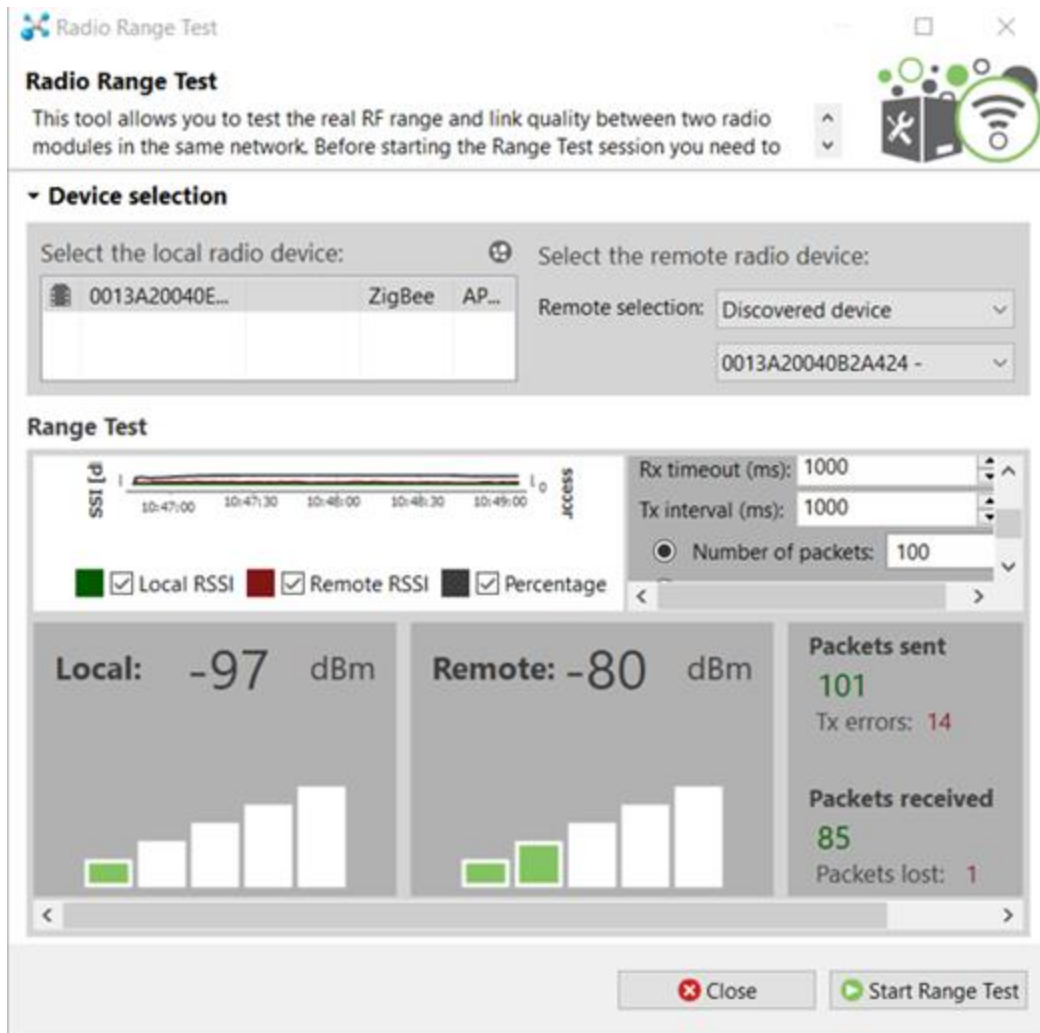 Radio Range Test
Radio Range Test
This tool allows you to test the real RF range and link quality between two radio
modules in the same network. Before starting the Range Test session you need to
Device selection
Select the local radio device:
0013A20040E... ZigBee AP...
Select the remote radio device:
Remote selection: Discovered device
0013A20040B2A424 -
Range Test
SSI [d
1
10:47:00 10:47:30 10:48:00 10:48:30 10:49:00
0
Local RSSI Remote RSSI Percentage
Rx timeout (ms): 1000
Tx interval (ms): 1000
Number of packets: 100
Local: -97 dBm
Remote: -80 dBm
Packets sent
101
Tx errors: 14
Packets received
85
Packets lost: 1
Close
Start Range Test